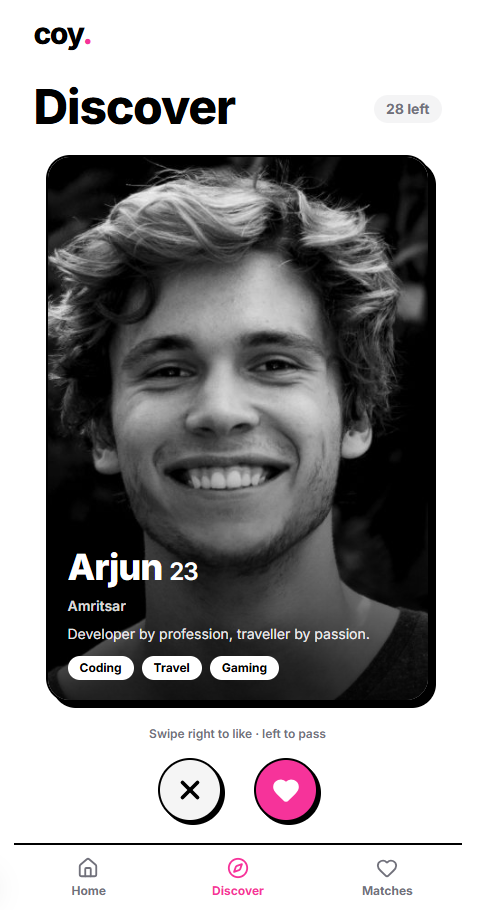 coy.
Discover
28 left
Arjun 23
Amritsar
Developer by profession, traveller by passion.
Coding Travel Gaming
Swipe right to like · left to pass
Home Discover Matches